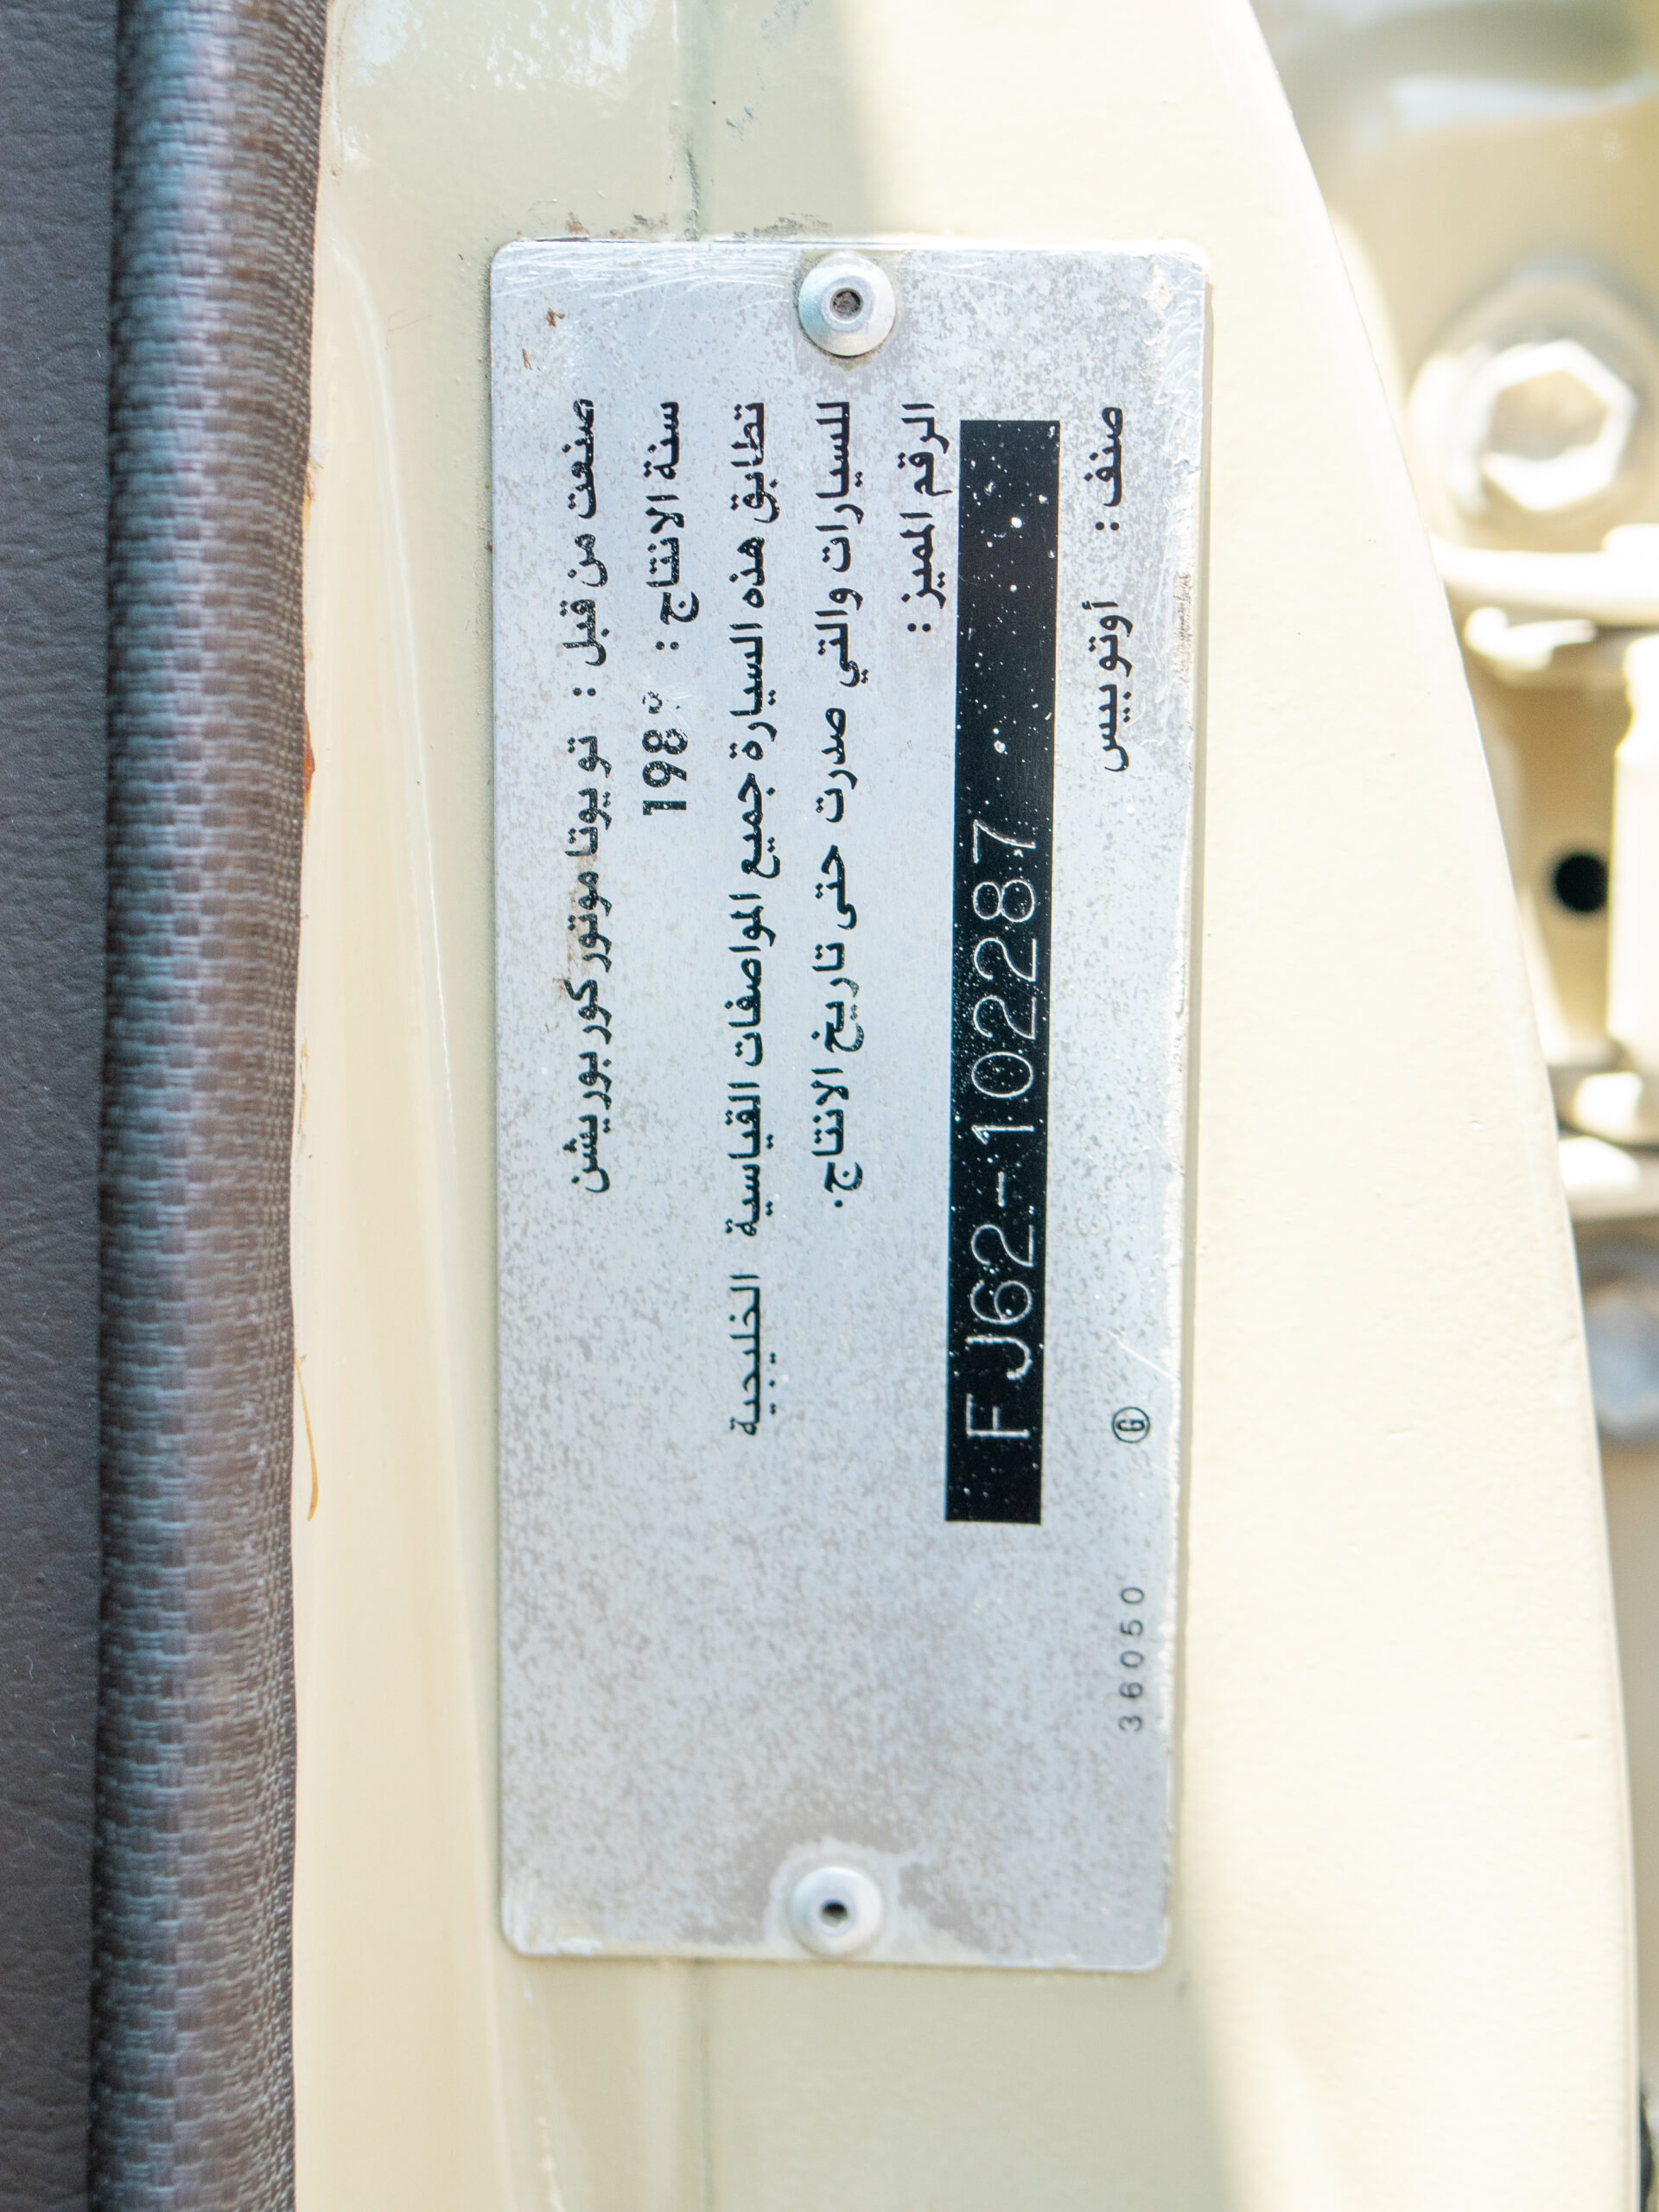 صنعت من قبل : تويوتا موتور كوربوريشن
سنة الانتاج : 198
تطابق هذه السيارة جميع المواصفات القياسية الخليجية
للسيارات والتي صدرت حتى تاريخ الانتاج.
الرقم المميز :
FJ62-102287
صنف : أوتوبيس
G
36050